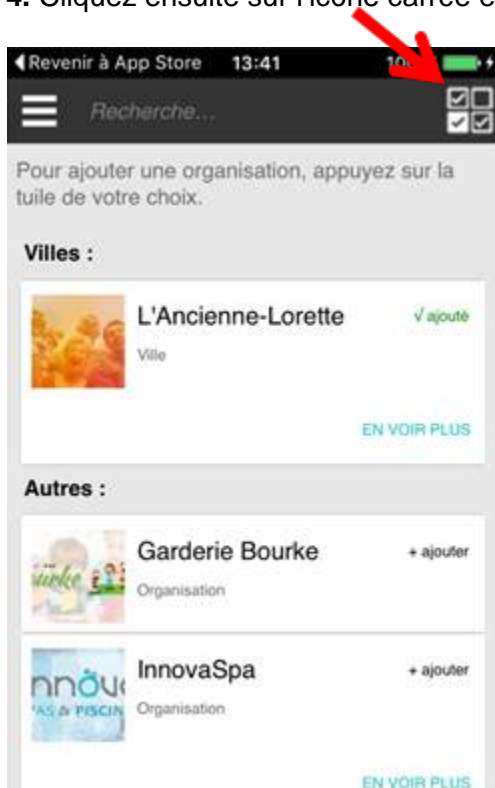 4. Cliquez ensuite sur l'icône carrée e
Revenir à App Store 13:41
Recherche...
Pour ajouter une organisation, appuyez sur la
tuile de votre choix.
Villes :
L'Ancienne-Lorette √ ajouté
Ville
EN VOIR PLUS
Autres :
Garderie Bourke + ajouter
Organisation
InnovaSpa + ajouter
Organisation
EN VOIR PLUS